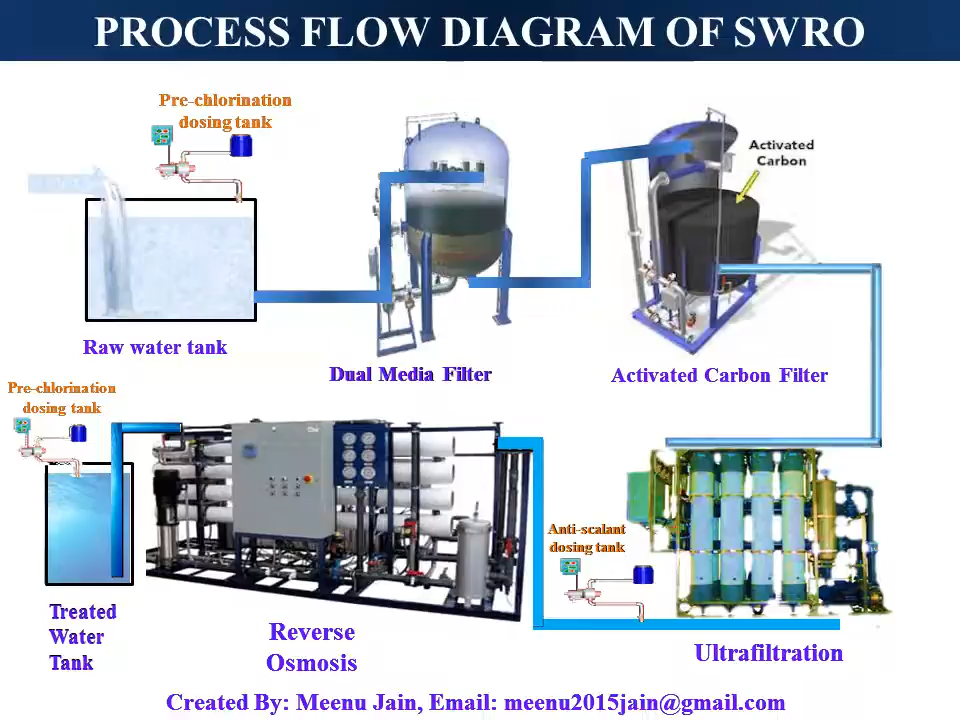 PROCESS FLOW DIAGRAM OF SWRO
Pre-chlorination
dosing tank
Activated
Carbon
Raw water tank
Dual Media Filter
Activated Carbon Filter
Pre-chlorination
dosing tank
Anti-scalant
dosing tank
Treated
Water
Tank
Reverse
Osmosis
Ultrafiltration
Created By: Meenu Jain, Email: meenu2015jain@gmail.com